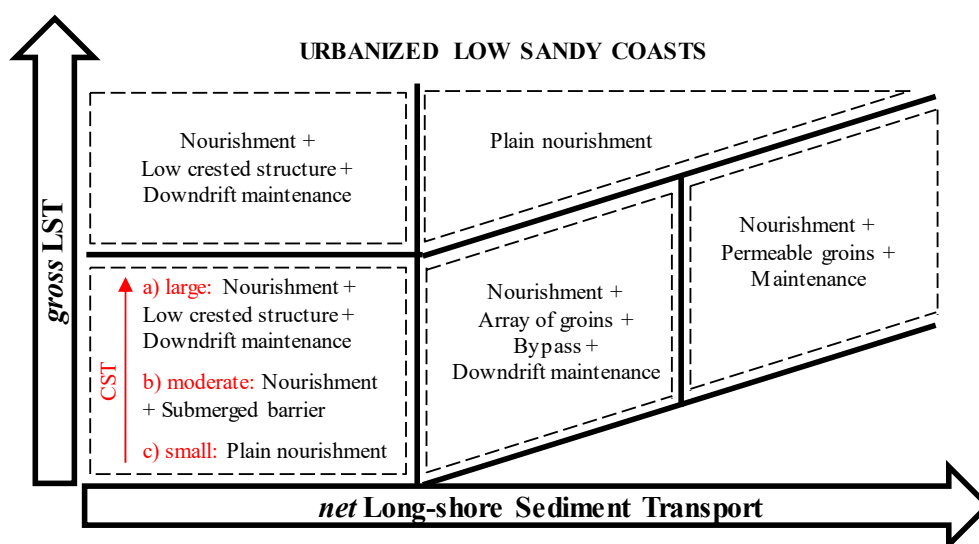 URBANIZED LOW SANDY COASTS
Nourishment +
Low crested structure +
Downdrift maintenance
Plain nourishment
Nourishment +
Permeable groins +
Maintenance
gross LST
CST
a) large: Nourishment +
Low crested structure +
Downdrift maintenance
b) moderate: Nourishment
+ Submerged barrier
c) small: Plain nourishment
Nourishment +
Array of groins +
Bypass +
Downdrift maintenance
net Long-shore Sediment Transport